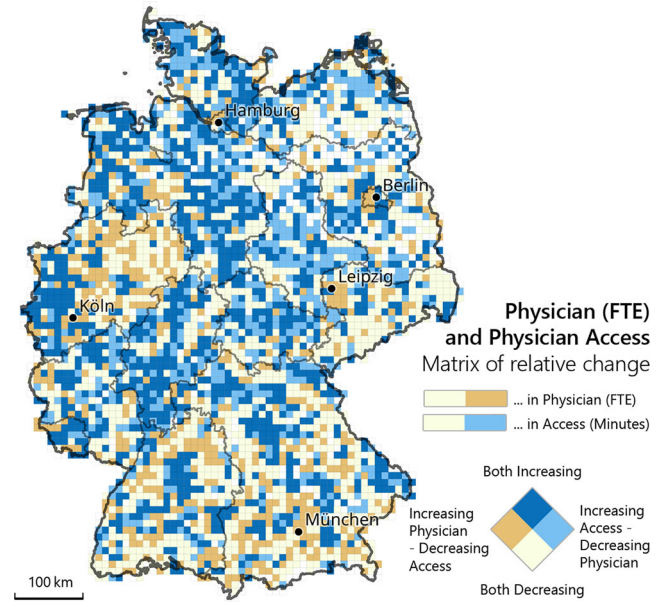 Hamburg
Berlin
Leipzig
Köln
München
100 km
Physician (FTE)
and Physician Access
Matrix of relative change
... in Physician (FTE)
... in Access (Minutes)
Both Increasing
Increasing
Physician
- Decreasing
Access
Increasing
Access -
Decreasing
Physician
Both Decreasing